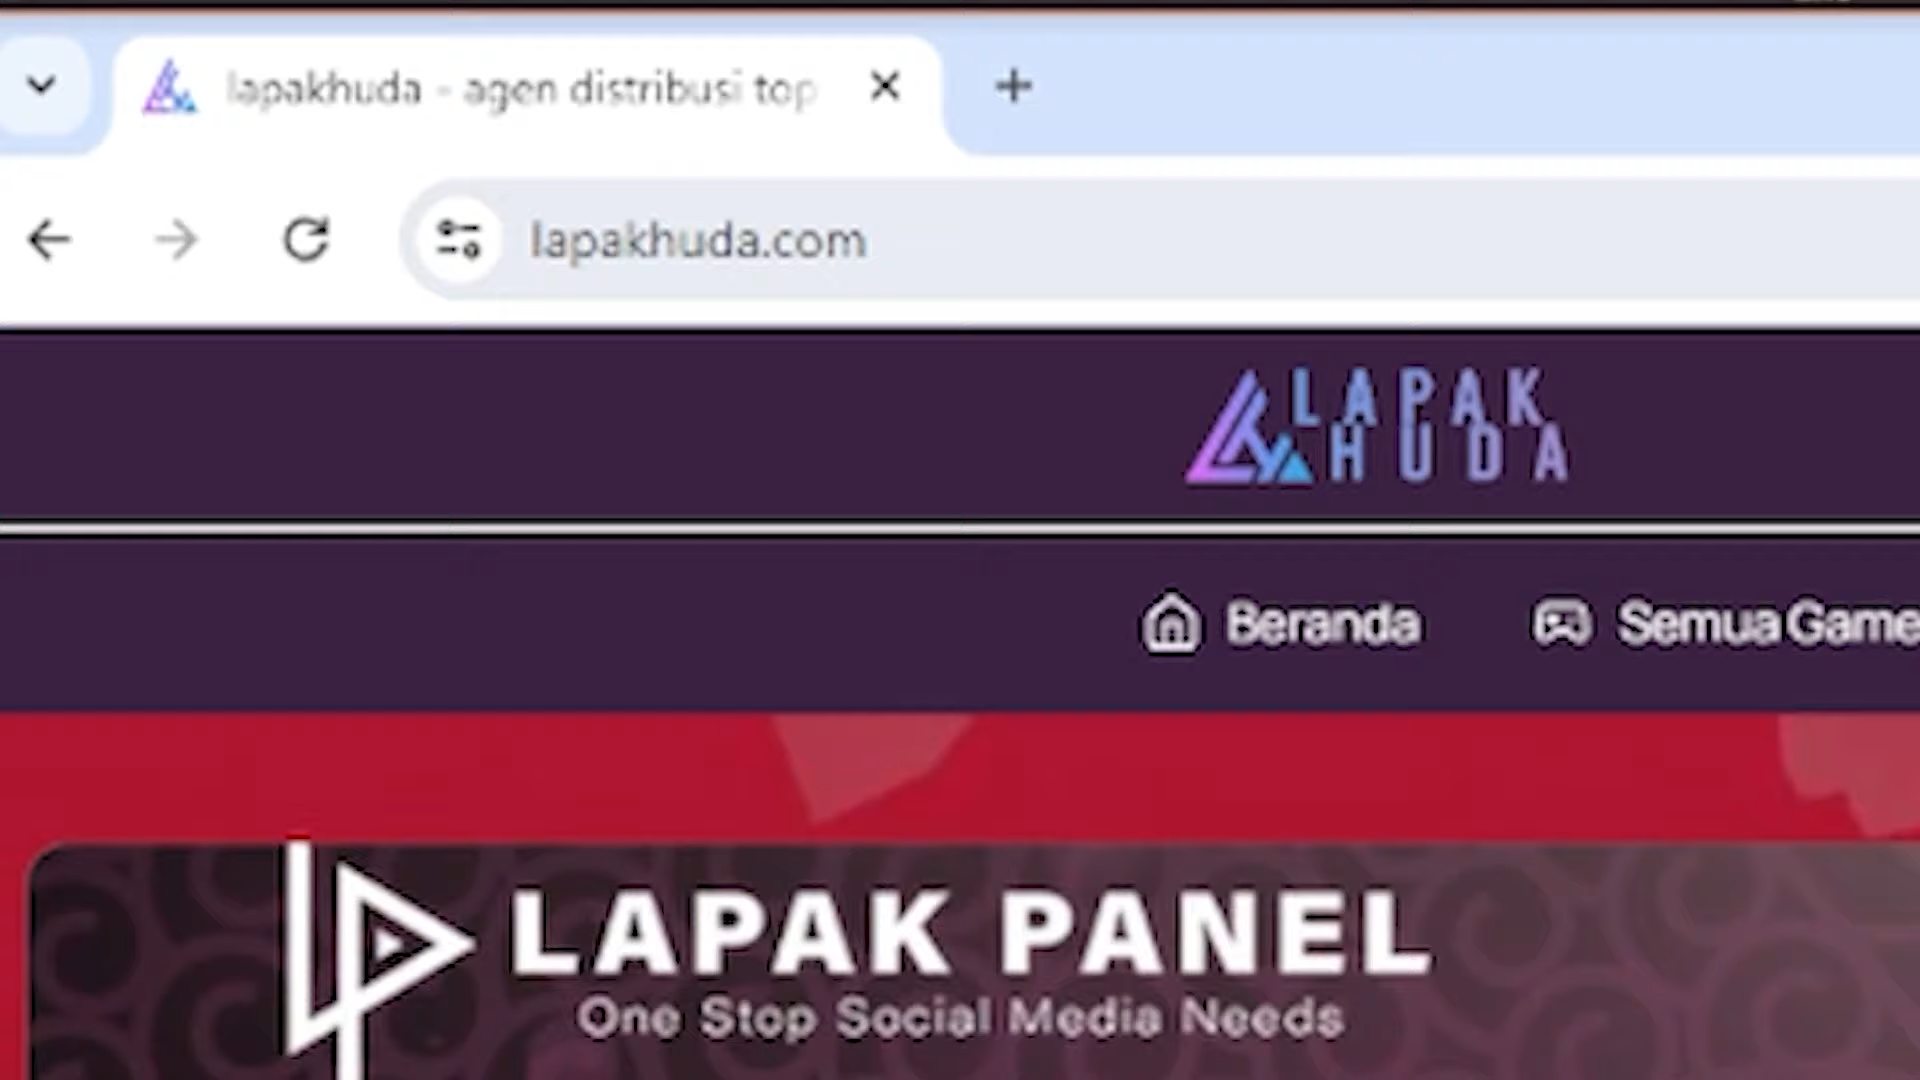 lapakhuda - agen distribusi top
lapakhuda.com
LAPAK
HUDA
Beranda
Semua Game
LAPAK PANEL
One Stop Social Media Needs